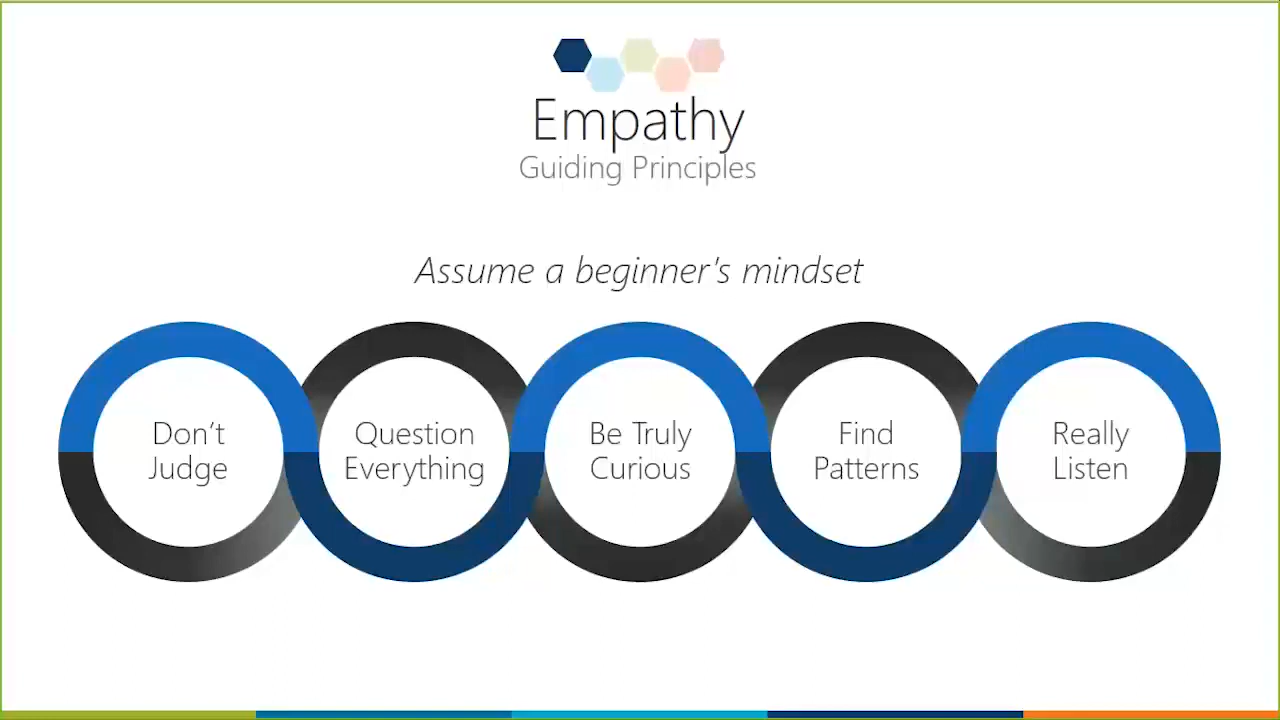 Empathy
Guiding Principles
Assume a beginner's mindset
Don’t
Judge
Question
Everything
Be Truly
Curious
Find
Patterns
Really
Listen